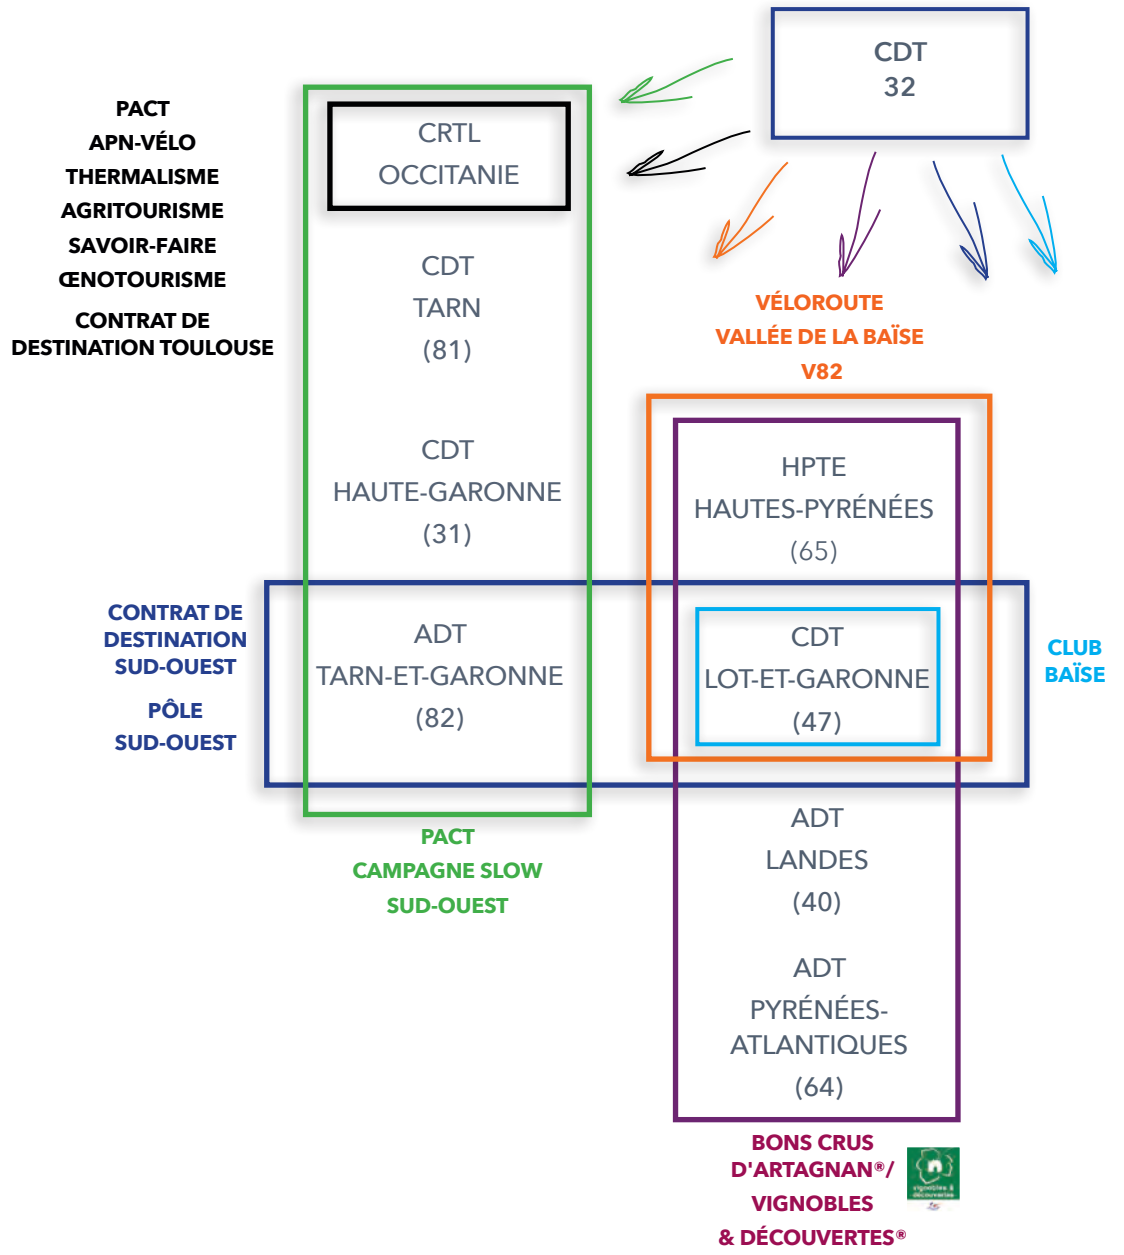 CDT
32
PACT
APN-VÉLO
THERMALISME
AGRITOURISME
SAVOIR-FAIRE
ŒNOTOURISME
CONTRAT DE
DESTINATION TOULOUSE
CRTL
OCCITANIE
CDT
TARN
(81)
CDT
HAUTE-GARONNE
(31)
ADT
TARN-ET-GARONNE
(82)
CONTRAT DE
DESTINATION
SUD-OUEST
PÔLE
SUD-OUEST
PACT
CAMPAGNE SLOW
SUD-OUEST
VÉLOROUTE
VALLÉE DE LA BAÏSE
V82
HPTE
HAUTES-PYRÉNÉES
(65)
CDT
LOT-ET-GARONNE
(47)
CLUB
BAÏSE
ADT
LANDES
(40)
ADT
PYRÉNÉES-
ATLANTIQUES
(64)
BONS CRUS
D'ARTAGNAN®/
VIGNOBLES
& DÉCOUVERTES®
vignobles &
découvertes